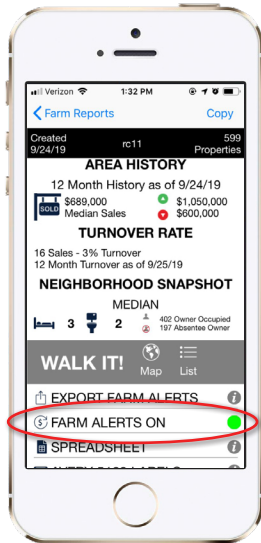 Verizon 1:32 PM
Farm Reports Copy
Created 9/24/19 rc11 599 Properties
AREA HISTORY
12 Month History as of 9/24/19
SOLD $689,000 Median Sales $1,050,000 $600,000
TURNOVER RATE
16 Sales - 3% Turnover
12 Month Turnover as of 9/25/19
NEIGHBORHOOD SNAPSHOT
MEDIAN
3 2 402 Owner Occupied
197 Absentee Owner
WALK IT! Map List
EXPORT FARM ALERTS i
$ FARM ALERTS ON
SPREADSHEET i